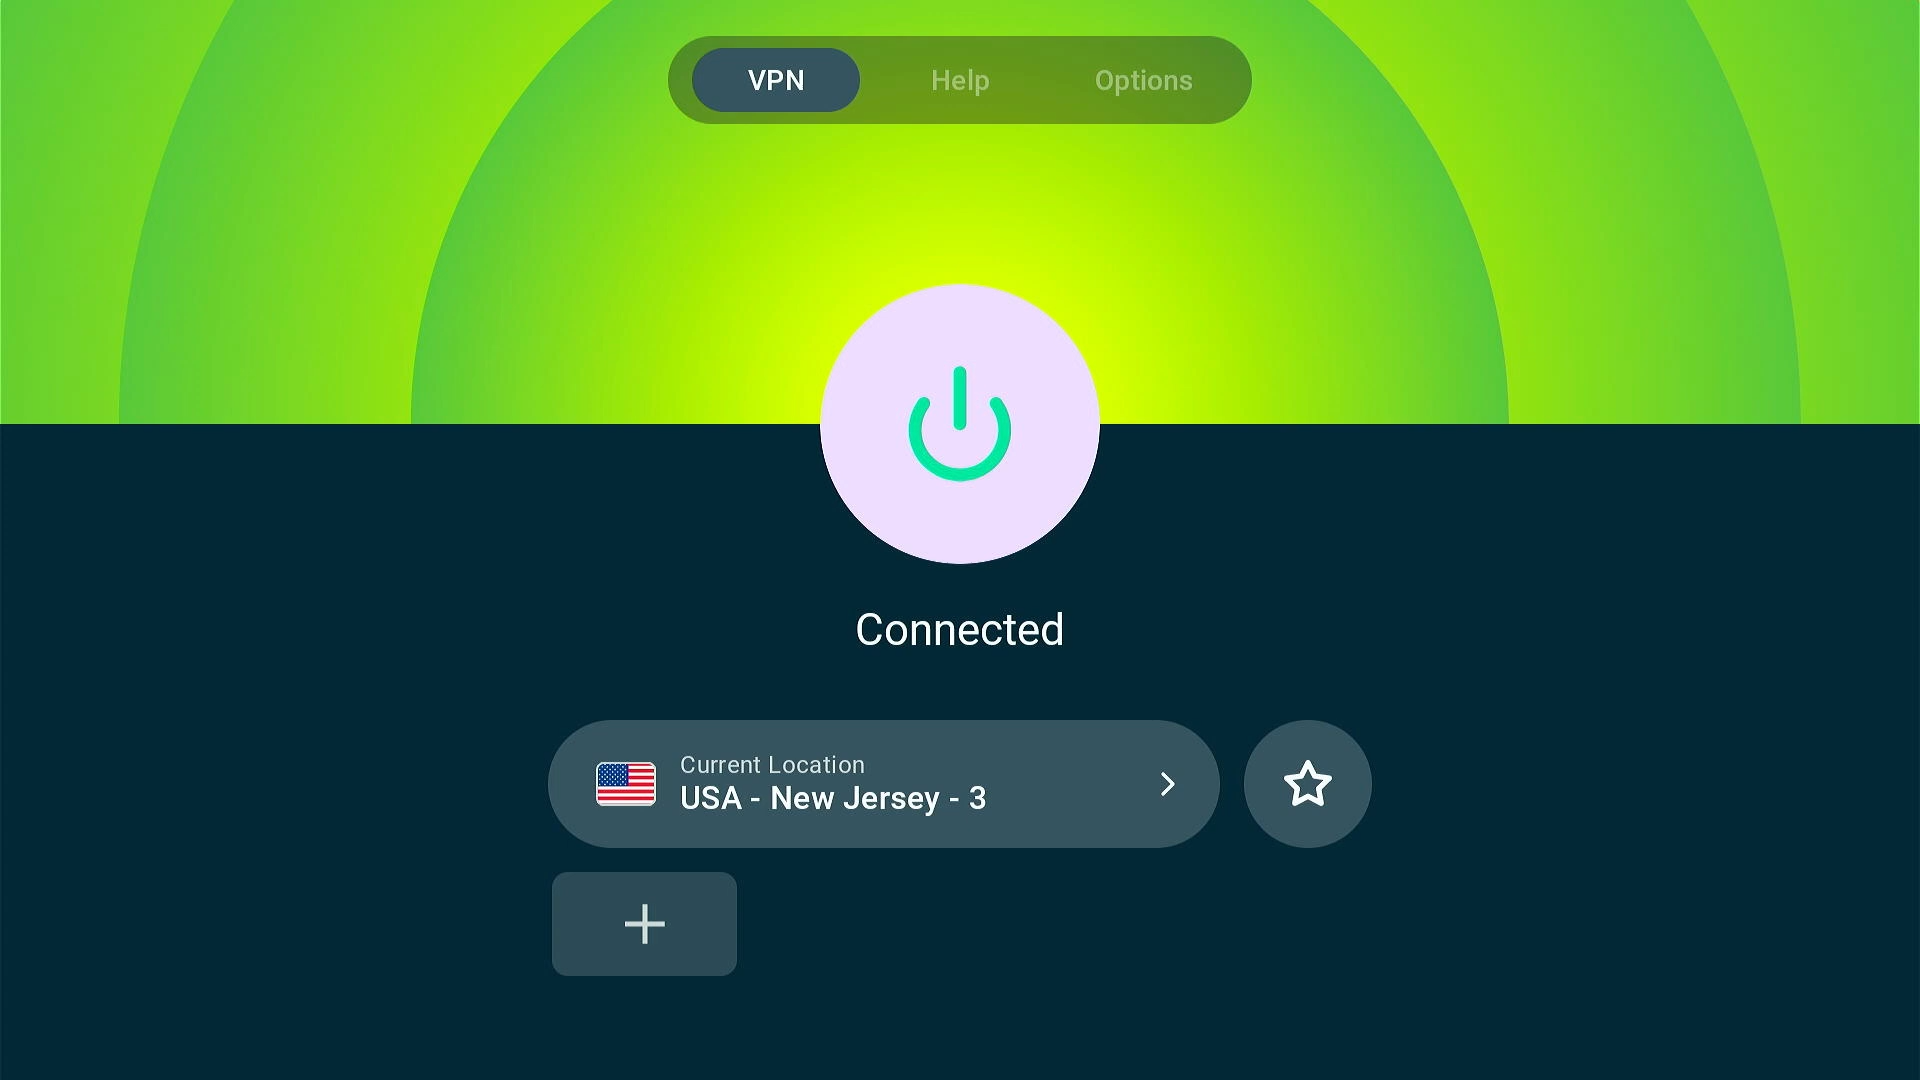 VPN
Help
Options
Connected
Current Location
USA - New Jersey - 3